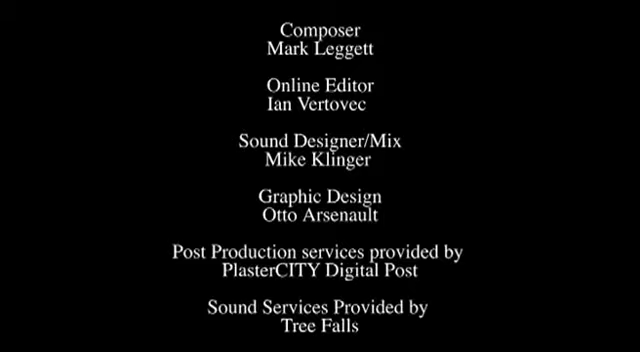 Composer
Mark Leggett
Online Editor
Ian Vertovec
Sound Designer/Mix
Mike Klinger
Graphic Design
Otto Arsenault
Post Production services provided by
PlasterCITY Digital Post
Sound Services Provided by
Tree Falls